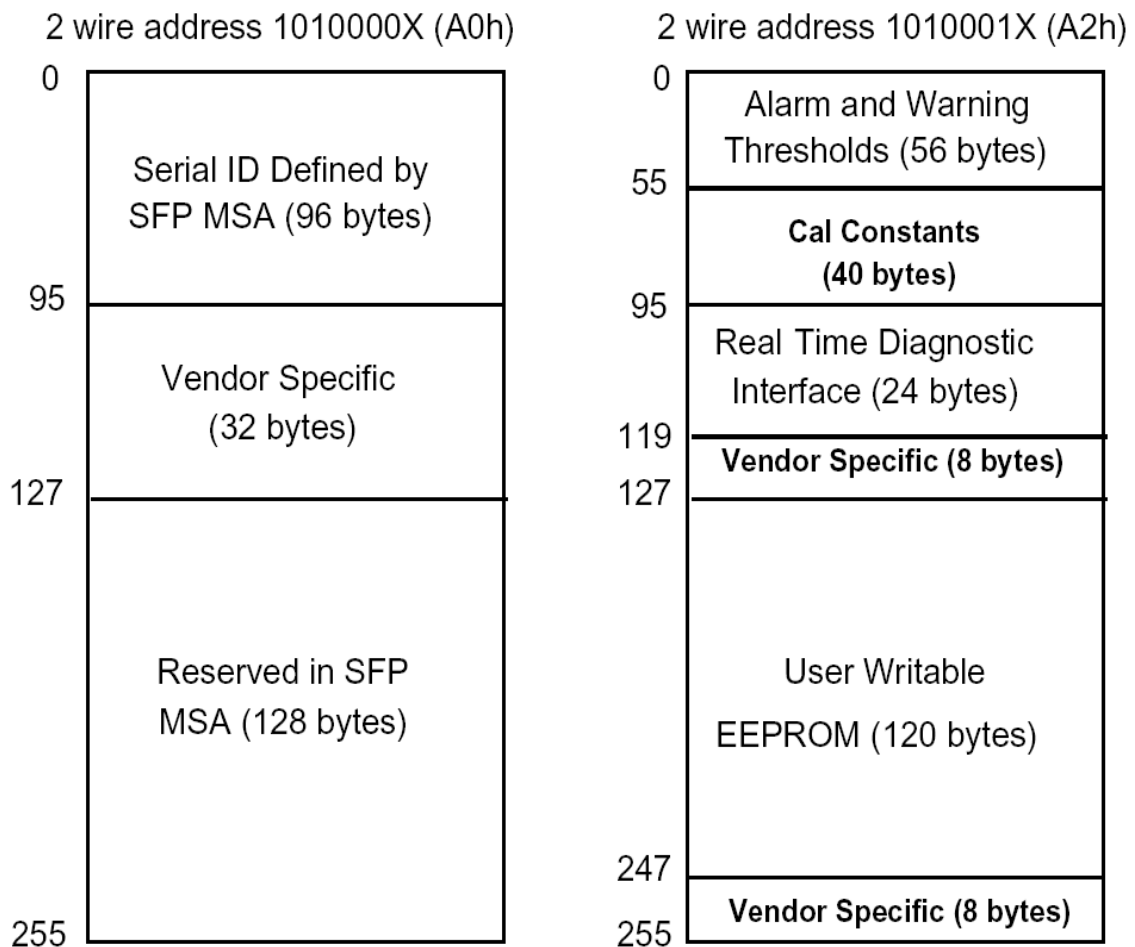 2 wire address 1010000X (A0h)
0
Serial ID Defined by
SFP MSA (96 bytes)
95
Vendor Specific
(32 bytes)
127
Reserved in SFP
MSA (128 bytes)
255
2 wire address 1010001X (A2h)
0
Alarm and Warning
Thresholds (56 bytes)
55
Cal Constants
(40 bytes)
95
Real Time Diagnostic
Interface (24 bytes)
119
Vendor Specific (8 bytes)
127
User Writable
EEPROM (120 bytes)
247
Vendor Specific (8 bytes)
255